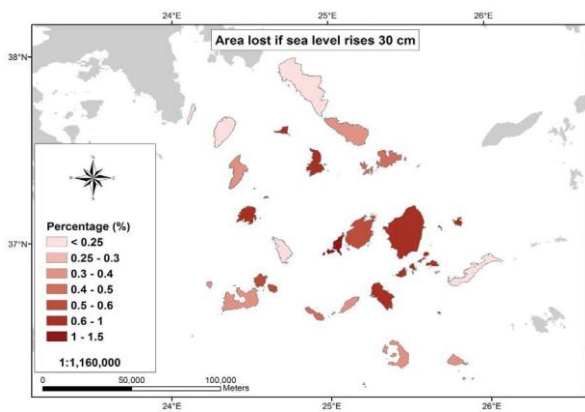 24°E 25°E 26°E
Area lost if sea level rises 30 cm
38°N 38°N
N
Percentage (%)
< 0.25
0.25 - 0.3
0.3 - 0.4
0.4 - 0.5
0.5 - 0.6
0.6 - 1
1 - 1.5
37°N 37°N
1:1,160,000
0 50,000 100,000
Meters
24°E 25°E 26°E